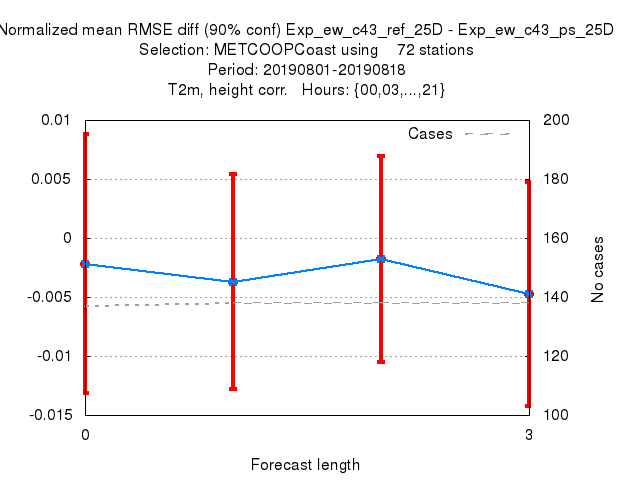 Normalized mean RMSE diff (90% conf) Exp_ew_c43_ref_25D - Exp_ew_c43_ps_25D
Selection: METCOOPCoast using    72 stations
Period: 20190801-20190818
T2m, height corr.   Hours: {00,03,...,21}
0.01
0.005
0
-0.005
-0.01
-0.015
Cases
200
180
160
140
120
100
No cases
0
3
Forecast length